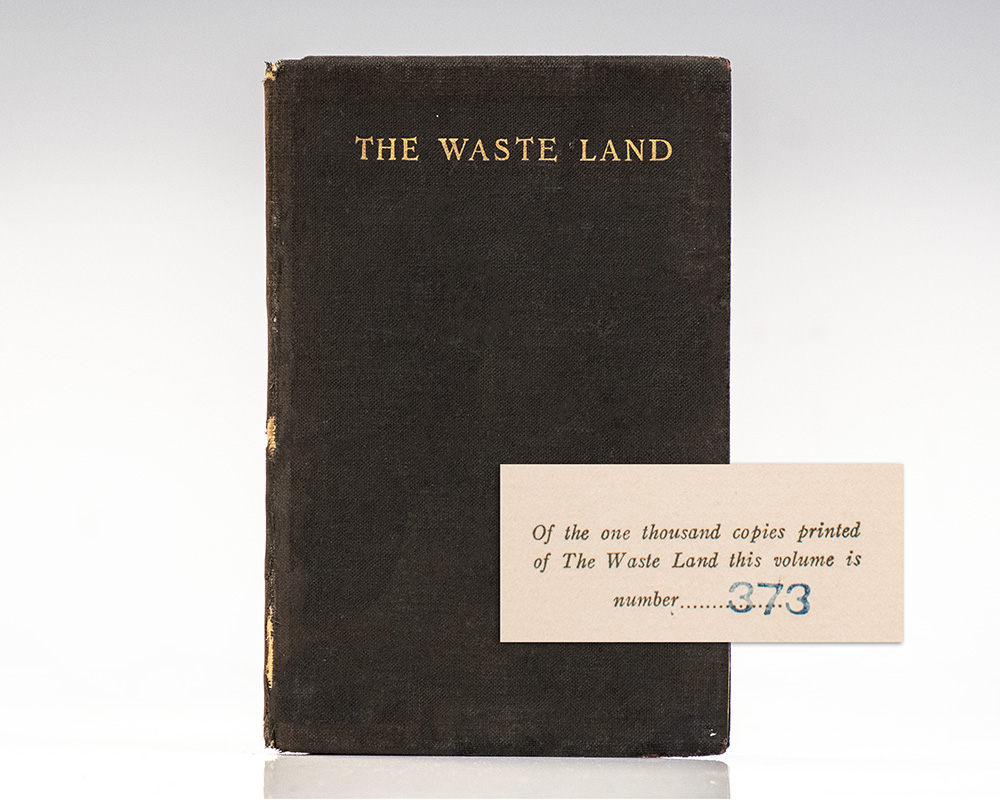 THE WASTE LAND
Of the one thousand copies printed
of The Waste Land this volume is
number................373